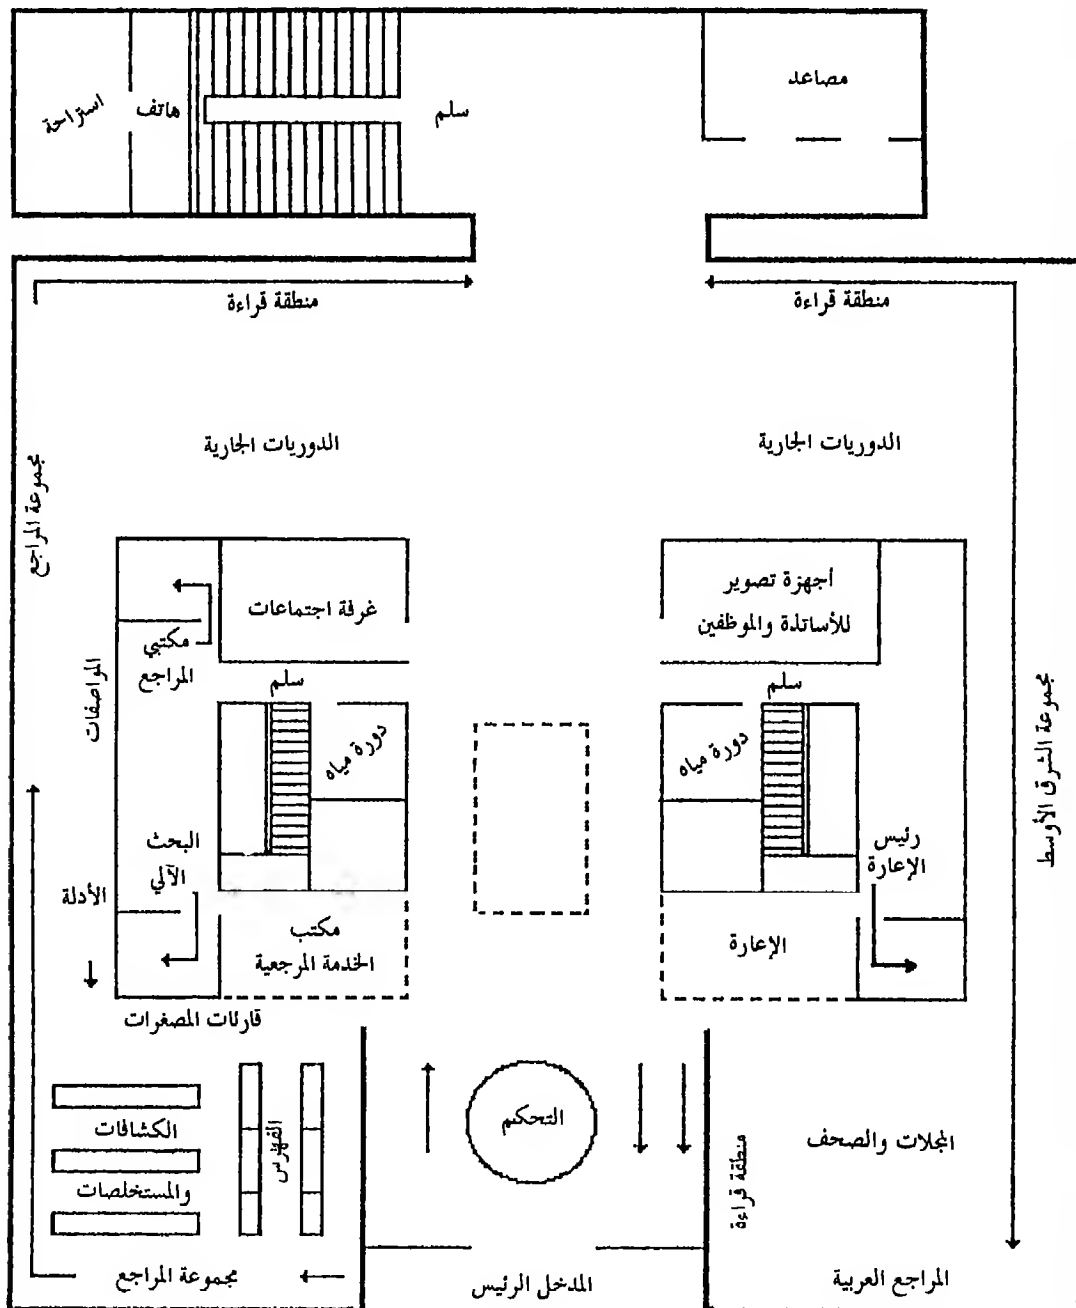 مصاعد
سلم
هاتف
استراحة
منطقة قراءة
منطقة قراءة
الدوريات الجارية
الدوريات الجارية
مجموعة المراجع
أجهزة تصوير
للأساتذة والموظفين
غرفة اجتماعات
مكتبي
المراجع
المواصفات
سلم
سلم
دورة مياه
دورة مياه
مجموعة الشرق الأوسط
رئيس
الإعارة
البحث
الآلي
الأدلة
الإعارة
مكتب
الخدمة المرجعية
قارئات المصغرات
التحكم
المجلات والصحف
منطقة قراءة
الفهرس
الكشافات
والمستخلصات
المراجع العربية
المدخل الرئيس
مجموعة المراجع